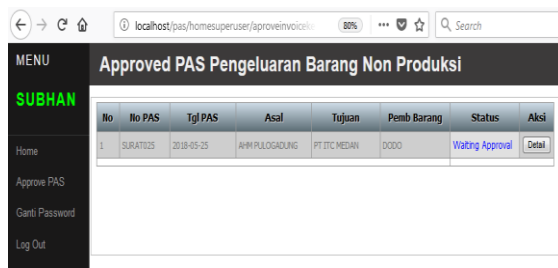 localhost/pas/homesuperuser/aproveinvoicek
80%
Search
MENU
SUBHAN
Home
Approve PAS
Ganti Password
Log Out
Approved PAS Pengeluaran Barang Non Produksi
No No PAS Tgl PAS Asal Tujuan Pemb Barang Status Aksi
1 SURAT025 2018-05-25 AHM PULOGADUNG PT ITC MEDAN DODO Waiting Approval Detail